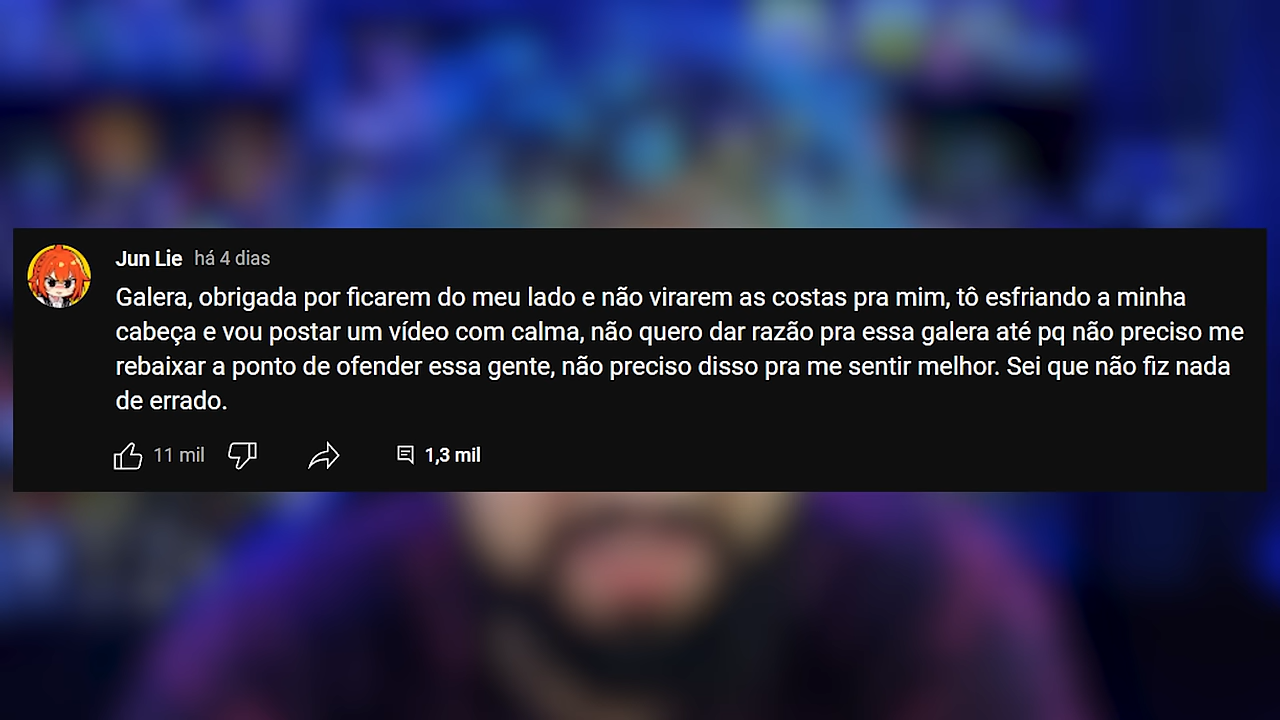 Jun Lie há 4 dias
Galera, obrigada por ficarem do meu lado e não virarem as costas pra mim, tô esfriando a minha
cabeça e vou postar um vídeo com calma, não quero dar razão pra essa galera até pq não preciso me
rebaixar a ponto de ofender essa gente, não preciso disso pra me sentir melhor. Sei que não fiz nada
de errado.
11 mil 1,3 mil